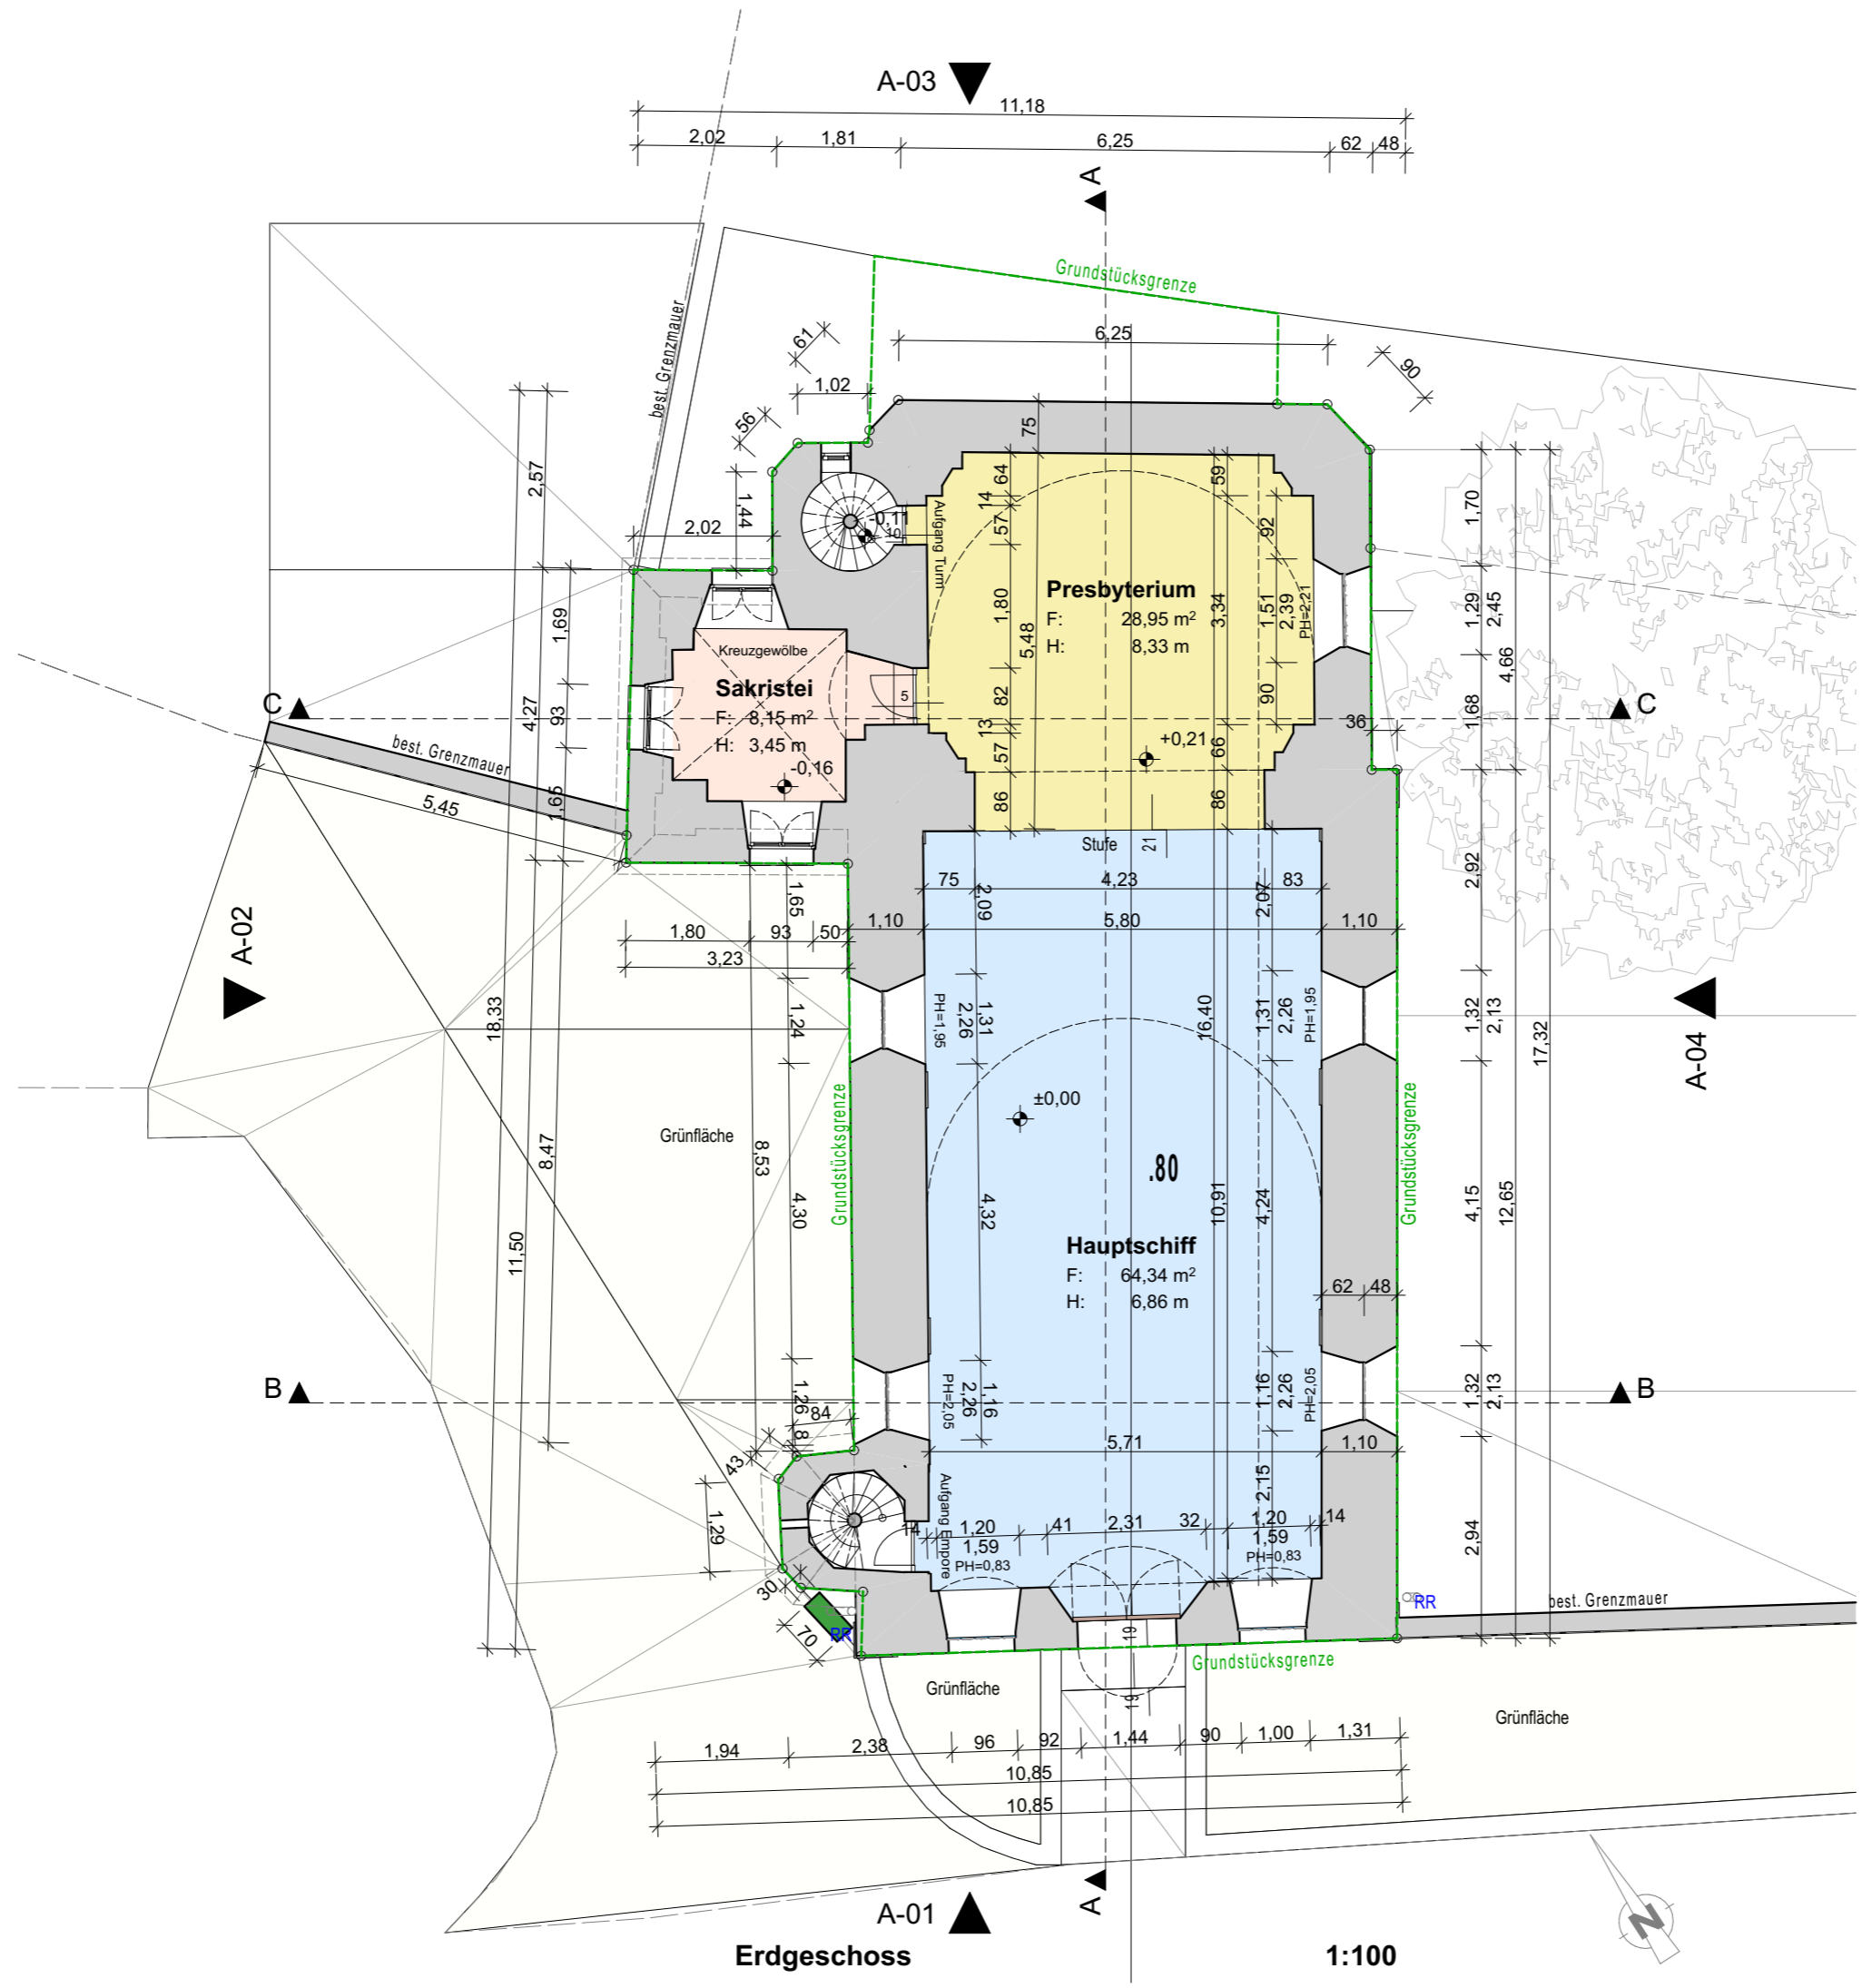 A-03
11,18
2,02 1,81 6,25 62 48
A
Grundstücksgrenze
best. Grenzmauer
61
6,25
90
1,02
56
75
2,57
1,44
2,02
64
14
57
59
-0,11
10
Aufgang Turm
92
1,70
Presbyterium
F: 28,95 m²
H: 8,33 m
1,80
5,48
3,34
1,51
2,39
PH=2,21
1,29
2,45
4,66
1,69
Kreuzgewölbe
Sakristei
F: 8,15 m²
H: 3,45 m
-0,16
5
82
13
57
86
90
66
86
+0,21
36
1,68
C
C
4,27
93
1,65
best. Grenzmauer
5,45
Stufe
21
75 4,23 83
2,09
2,07
2,92
1,10 5,80 1,10
A-02
1,80 93 50
3,23
1,65
1,24
18,33
PH=1,95
2,26
1,31
16,40
1,31
2,26
PH=1,95
1,32
2,13
17,32
A-04
±0,00
Grünfläche
Grundstücksgrenze
Grundstücksgrenze
8,47
8,53
4,30
.80
4,32
10,91
4,24
4,15
12,65
11,50
Hauptschiff
F: 64,34 m²
H: 6,86 m
62 48
B
B
1,26
84
8
PH=2,05
2,26
1,16
1,16
2,26
PH=2,05
1,32
2,13
5,71 1,10
43
1,29
Aufgang Empore
2,15
2,94
14 1,20 41 2,31 32 1,20 14
1,59 1,59
PH=0,83 PH=0,83
30
70
RR
RR
best. Grenzmauer
19
Grundstücksgrenze
19
Grünfläche
Grünfläche
1,94 2,38 96 92 1,44 90 1,00 1,31
10,85
10,85
A-01
A
N
Erdgeschoss 1:100